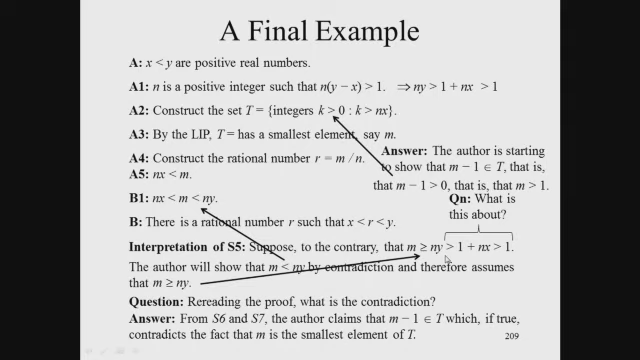 A Final Example
A: x < y are positive real numbers.
A1: n is a positive integer such that n(y − x) > 1. ⇒ ny > 1 + nx > 1
A2: Construct the set T = {integers k > 0 : k > nx}.
A3: By the LIP, T = has a smallest element, say m.
A4: Construct the rational number r = m / n.
Answer: The author is starting
to show that m − 1 ∈ T, that is,
that m − 1 > 0, that is, that m > 1.
A5: nx < m.
B1: nx < m < ny.
Qn: What is
this about?
B: There is a rational number r such that x < r < y.
Interpretation of S5: Suppose, to the contrary, that m ≥ ny > 1 + nx > 1.
The author will show that m < ny by contradiction and therefore assumes
that m ≥ ny.
Question: Rereading the proof, what is the contradiction?
Answer: From S6 and S7, the author claims that m − 1 ∈ T which, if true,
contradicts the fact that m is the smallest element of T.
209